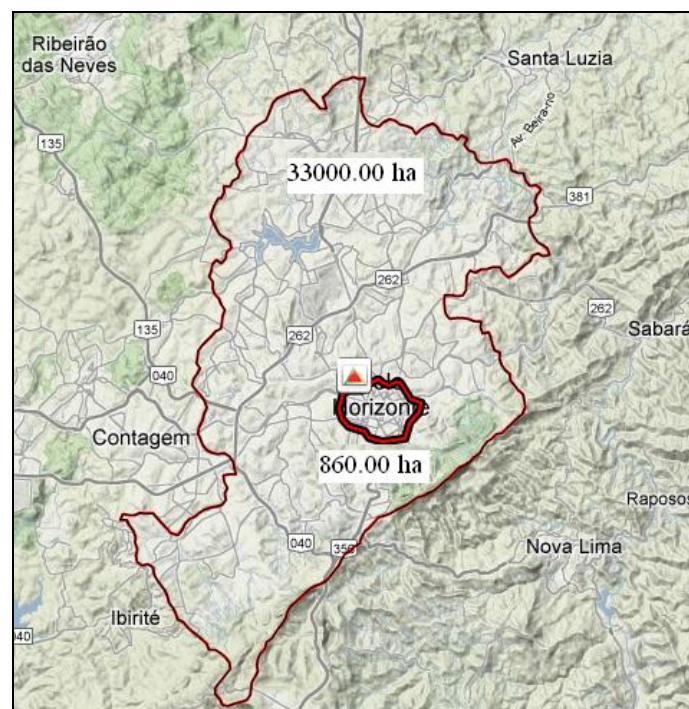 Ribeirão
das Neves
Santa Luzia
Av. Beira-rio
135
33000.00 ha
381
262
262
135
262
Sabará
040
Horizonte
Contagem
860.00 ha
Raposos
040
356
Nova Lima
Ibirité
040